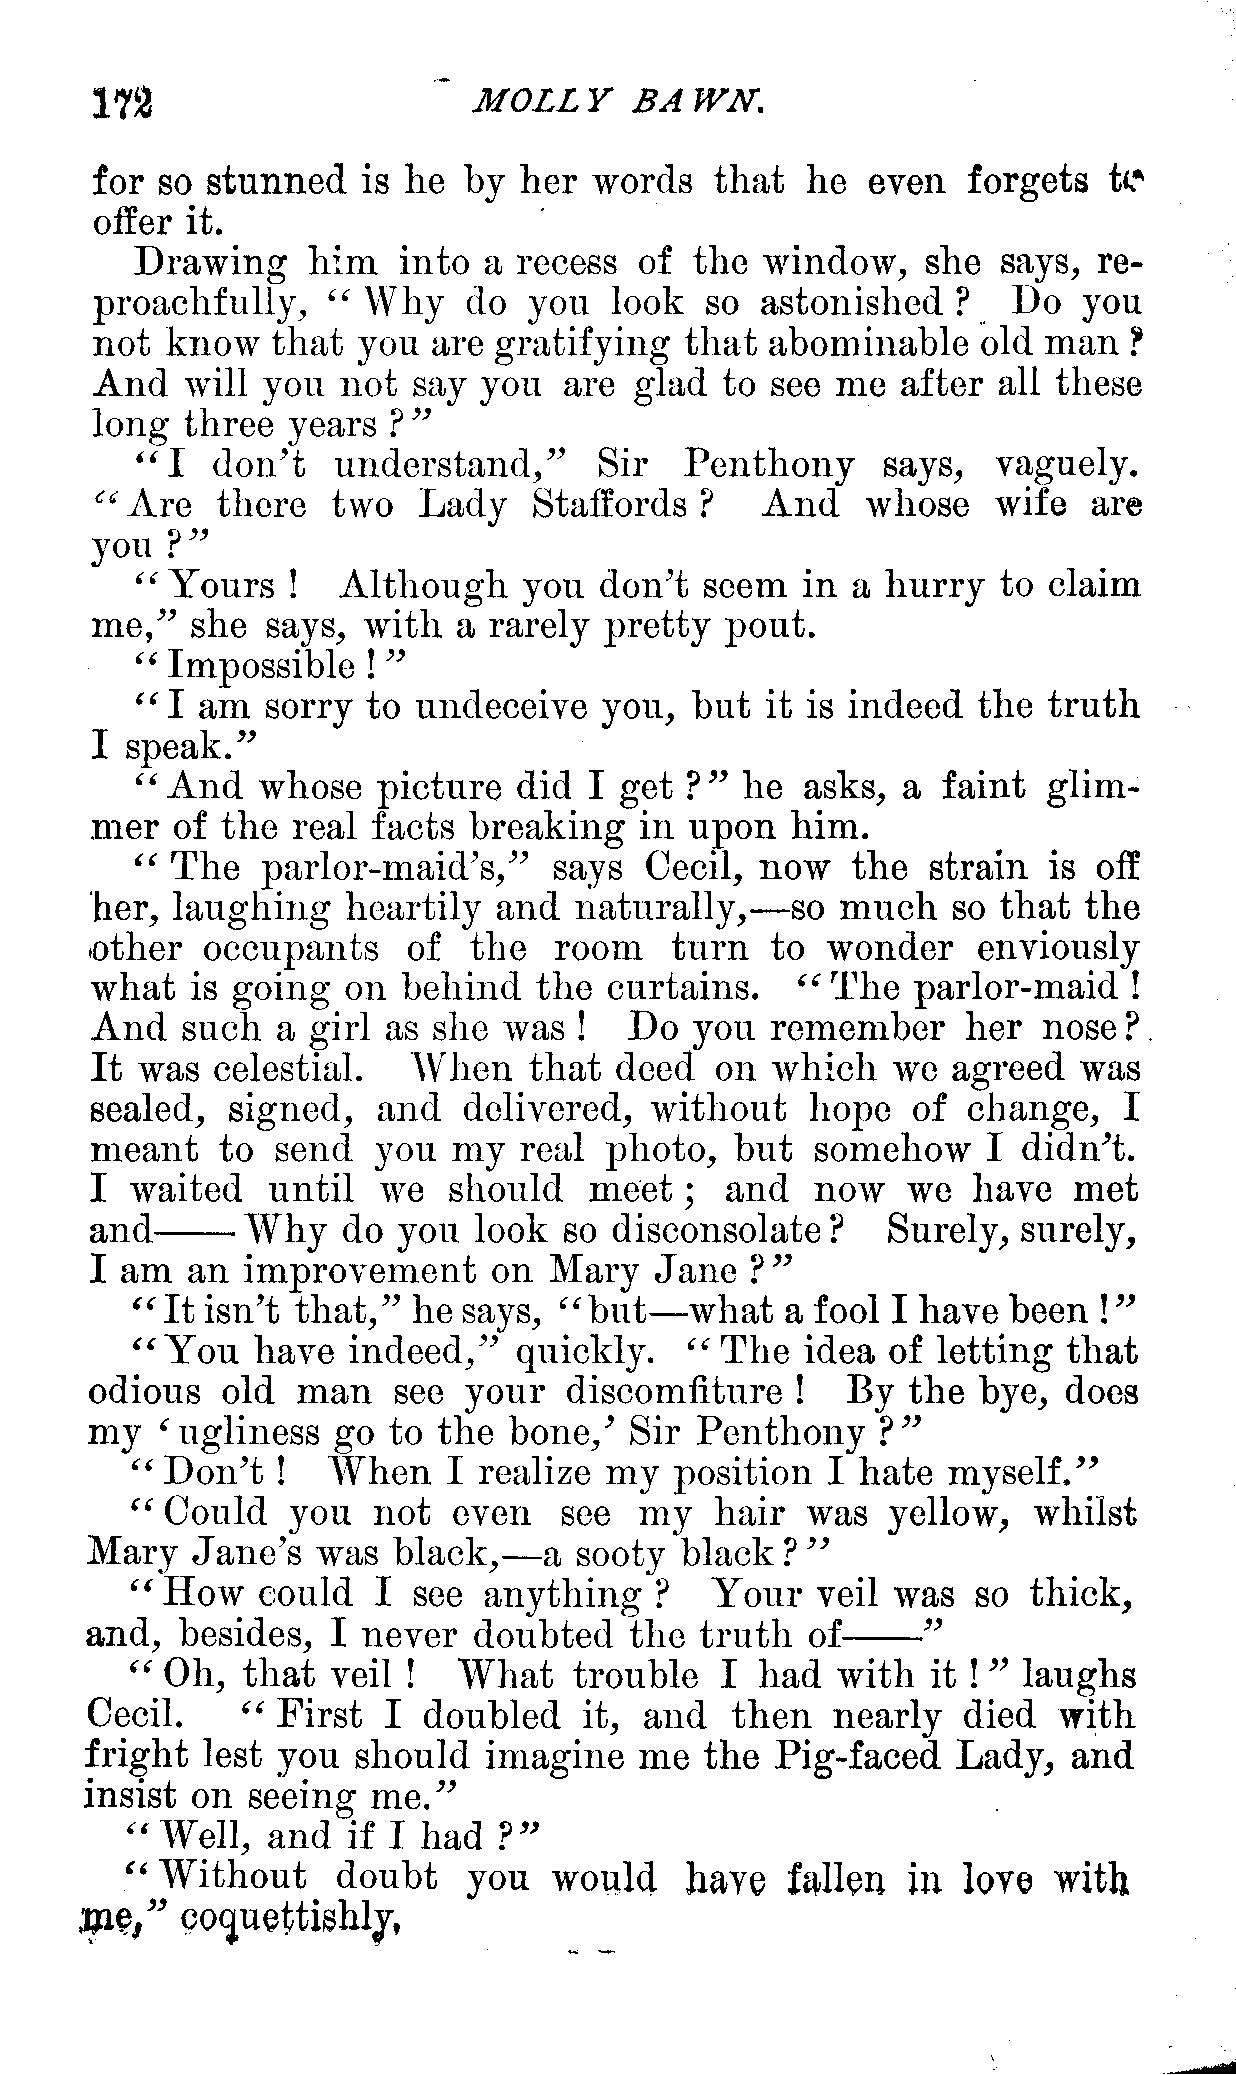 172 MOLLY BAWN.
for so stunned is he by her words that he even forgets to
offer it.
Drawing him into a recess of the window, she says, re-
proachfully, “Why do you look so astonished? Do you
not know that you are gratifying that abominable old man?
And will you not say you are glad to see me after all these
long three years?”
“I don’t understand,” Sir Penthony says, vaguely.
“Are there two Lady Staffords? And whose wife are
you?”
“Yours! Although you don’t seem in a hurry to claim
me,” she says, with a rarely pretty pout.
“Impossible!”
“I am sorry to undeceive you, but it is indeed the truth
I speak.”
“And whose picture did I get?” he asks, a faint glim-
mer of the real facts breaking in upon him.
“The parlor-maid’s,” says Cecil, now the strain is off
her, laughing heartily and naturally,—so much so that the
other occupants of the room turn to wonder enviously
what is going on behind the curtains. “The parlor-maid!
And such a girl as she was! Do you remember her nose?
It was celestial. When that deed on which we agreed was
sealed, signed, and delivered, without hope of change, I
meant to send you my real photo, but somehow I didn’t.
I waited until we should meet; and now we have met
and—— Why do you look so disconsolate? Surely, surely,
I am an improvement on Mary Jane?”
“It isn’t that,” he says, “but—what a fool I have been!”
“You have indeed,” quickly. “The idea of letting that
odious old man see your discomfiture! By the bye, does
my ‘ugliness go to the bone,’ Sir Penthony?”
“Don’t! When I realize my position I hate myself.”
“Could you not even see my hair was yellow, whilst
Mary Jane’s was black,—a sooty black?”
“How could I see anything? Your veil was so thick,
and, besides, I never doubted the truth of——”
“Oh, that veil! What trouble I had with it!” laughs
Cecil. “First I doubled it, and then nearly died with
fright lest you should imagine me the Pig-faced Lady, and
insist on seeing me.”
“Well, and if I had?”
“Without doubt you would have fallen in love with
me,” coquettishly.